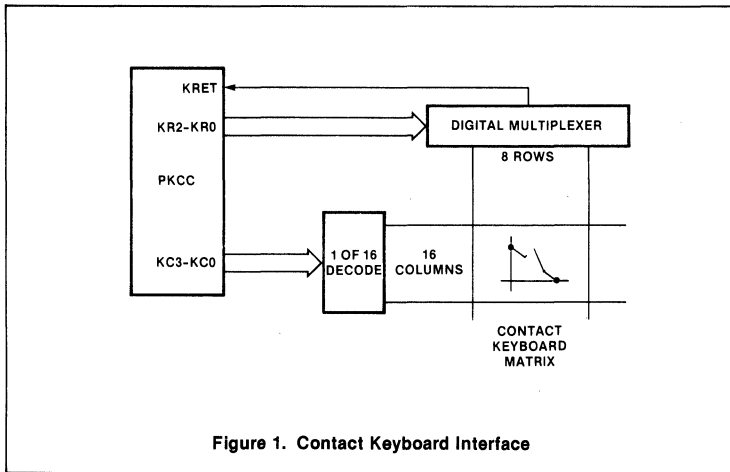 KRET
KR2-KR0
DIGITAL MULTIPLEXER
8 ROWS
PKCC
KC3-KC0
1 OF 16
DECODE
16
COLUMNS
CONTACT
KEYBOARD
MATRIX
Figure 1. Contact Keyboard Interface